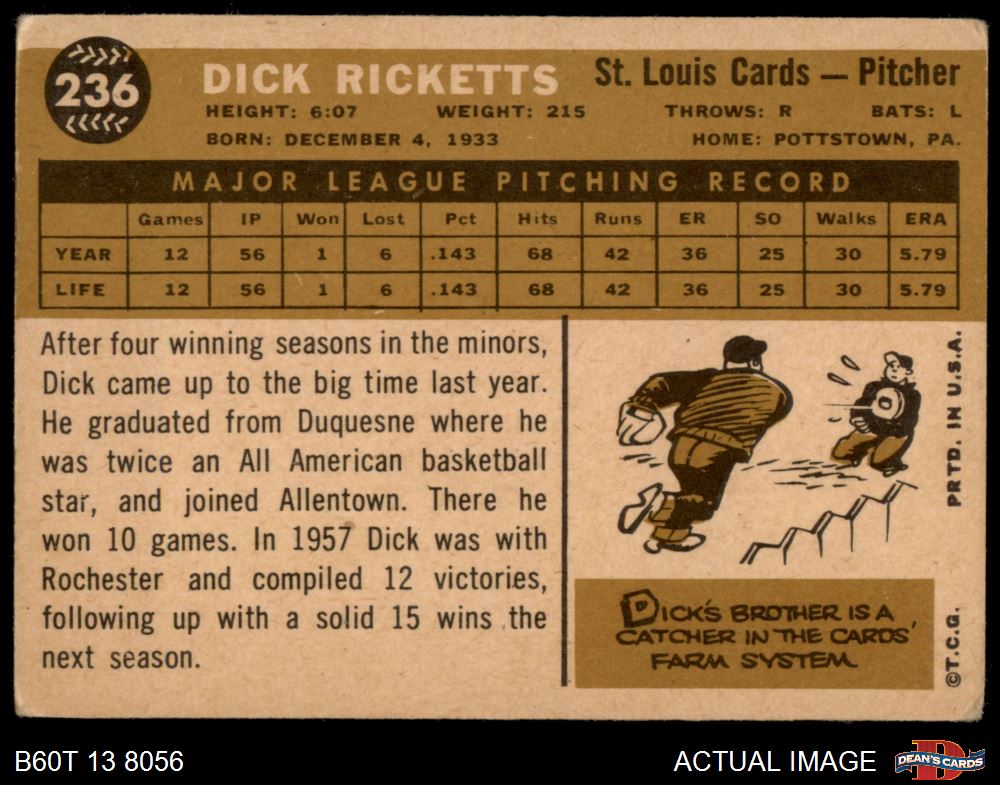 236
DICK RICKETTS
St. Louis Cards — Pitcher
HEIGHT: 6:07 WEIGHT: 215 THROWS: R BATS: L
BORN: DECEMBER 4, 1933 HOME: POTTSTOWN, PA.
MAJOR LEAGUE PITCHING RECORD
Games IP Won Lost Pct Hits Runs ER SO Walks ERA
YEAR 12 56 1 6 .143 68 42 36 25 30 5.79
LIFE 12 56 1 6 .143 68 42 36 25 30 5.79
After four winning seasons in the minors,
Dick came up to the big time last year.
He graduated from Duquesne where he
was twice an All American basketball
star, and joined Allentown. There he
won 10 games. In 1957 Dick was with
Rochester and compiled 12 victories,
following up with a solid 15 wins the
next season.
DICK'S BROTHER IS A
CATCHER IN THE CARDS'
FARM SYSTEM.
©T.C.G. PRTD. IN U.S.A.
B60T 13 8056
ACTUAL IMAGE
D
DEAN'S CARDS